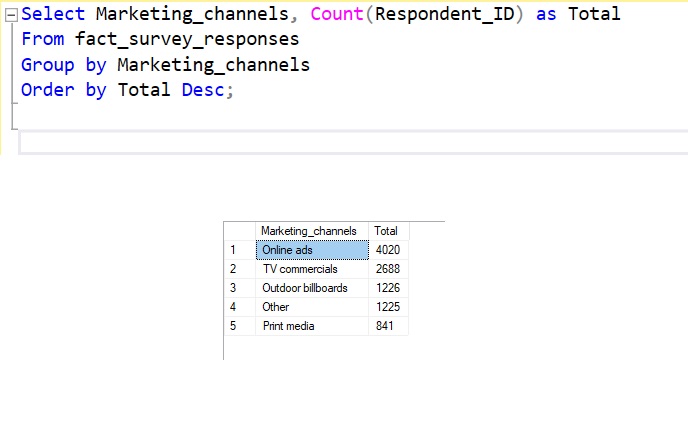 Select Marketing_channels, Count(Respondent_ID) as Total
From fact_survey_responses
Group by Marketing_channels
Order by Total Desc;
Marketing_channels Total
1 Online ads 4020
2 TV commercials 2688
3 Outdoor billboards 1226
4 Other 1225
5 Print media 841